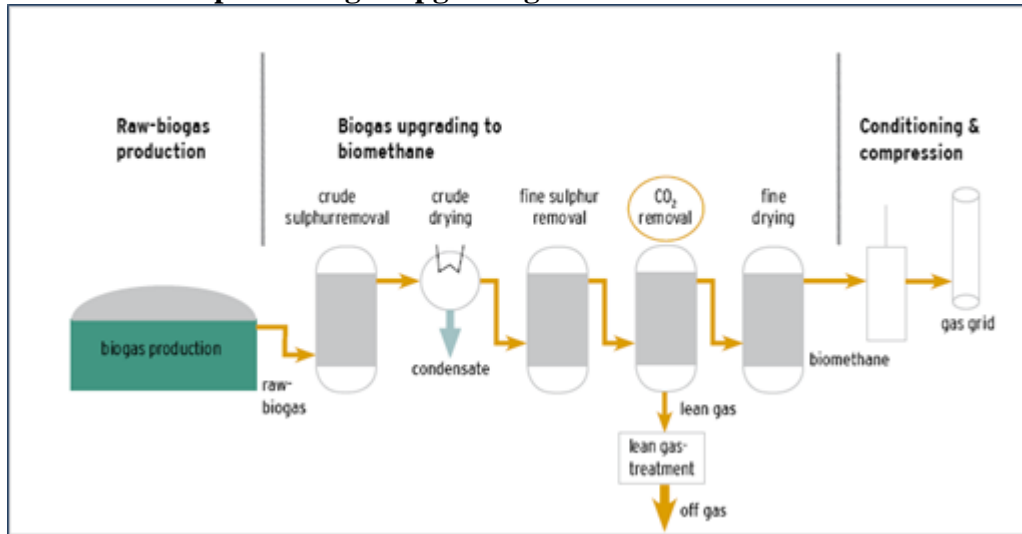 Raw-biogas
production
Biogas upgrading to
biomethane
Conditioning &
compression
crude
sulphurremoval
crude
drying
fine sulphur
removal
CO₂
removal
fine
drying
biogas production
raw-
biogas
condensate
biomethane
gas grid
lean gas
lean gas-
treatment
off gas